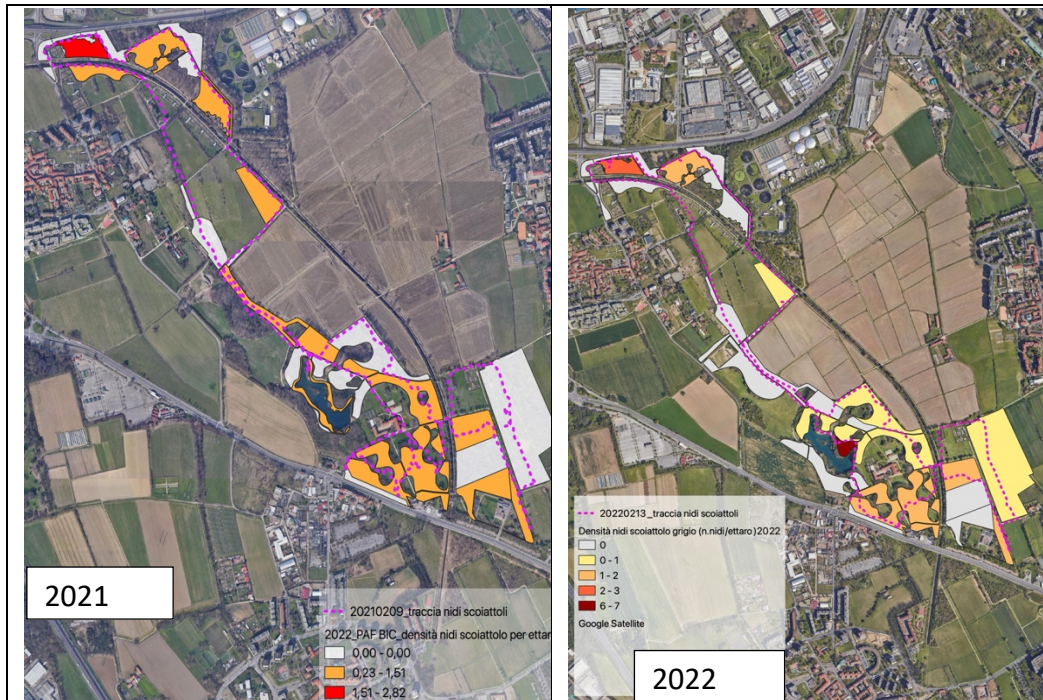 2021
20210209_traccia nidi scoiattoli
2022_PAF BIC_densità nidi scoiattolo per ettar
0,00 - 0,00
0,23 - 1,51
1,51 - 2,82
20220213_traccia nidi scoiattoli
Densità nidi scoiattolo grigio (n.nidi/ettaro)2022
0
0 - 1
1 - 2
2 - 3
6 - 7
Google Satellite
2022